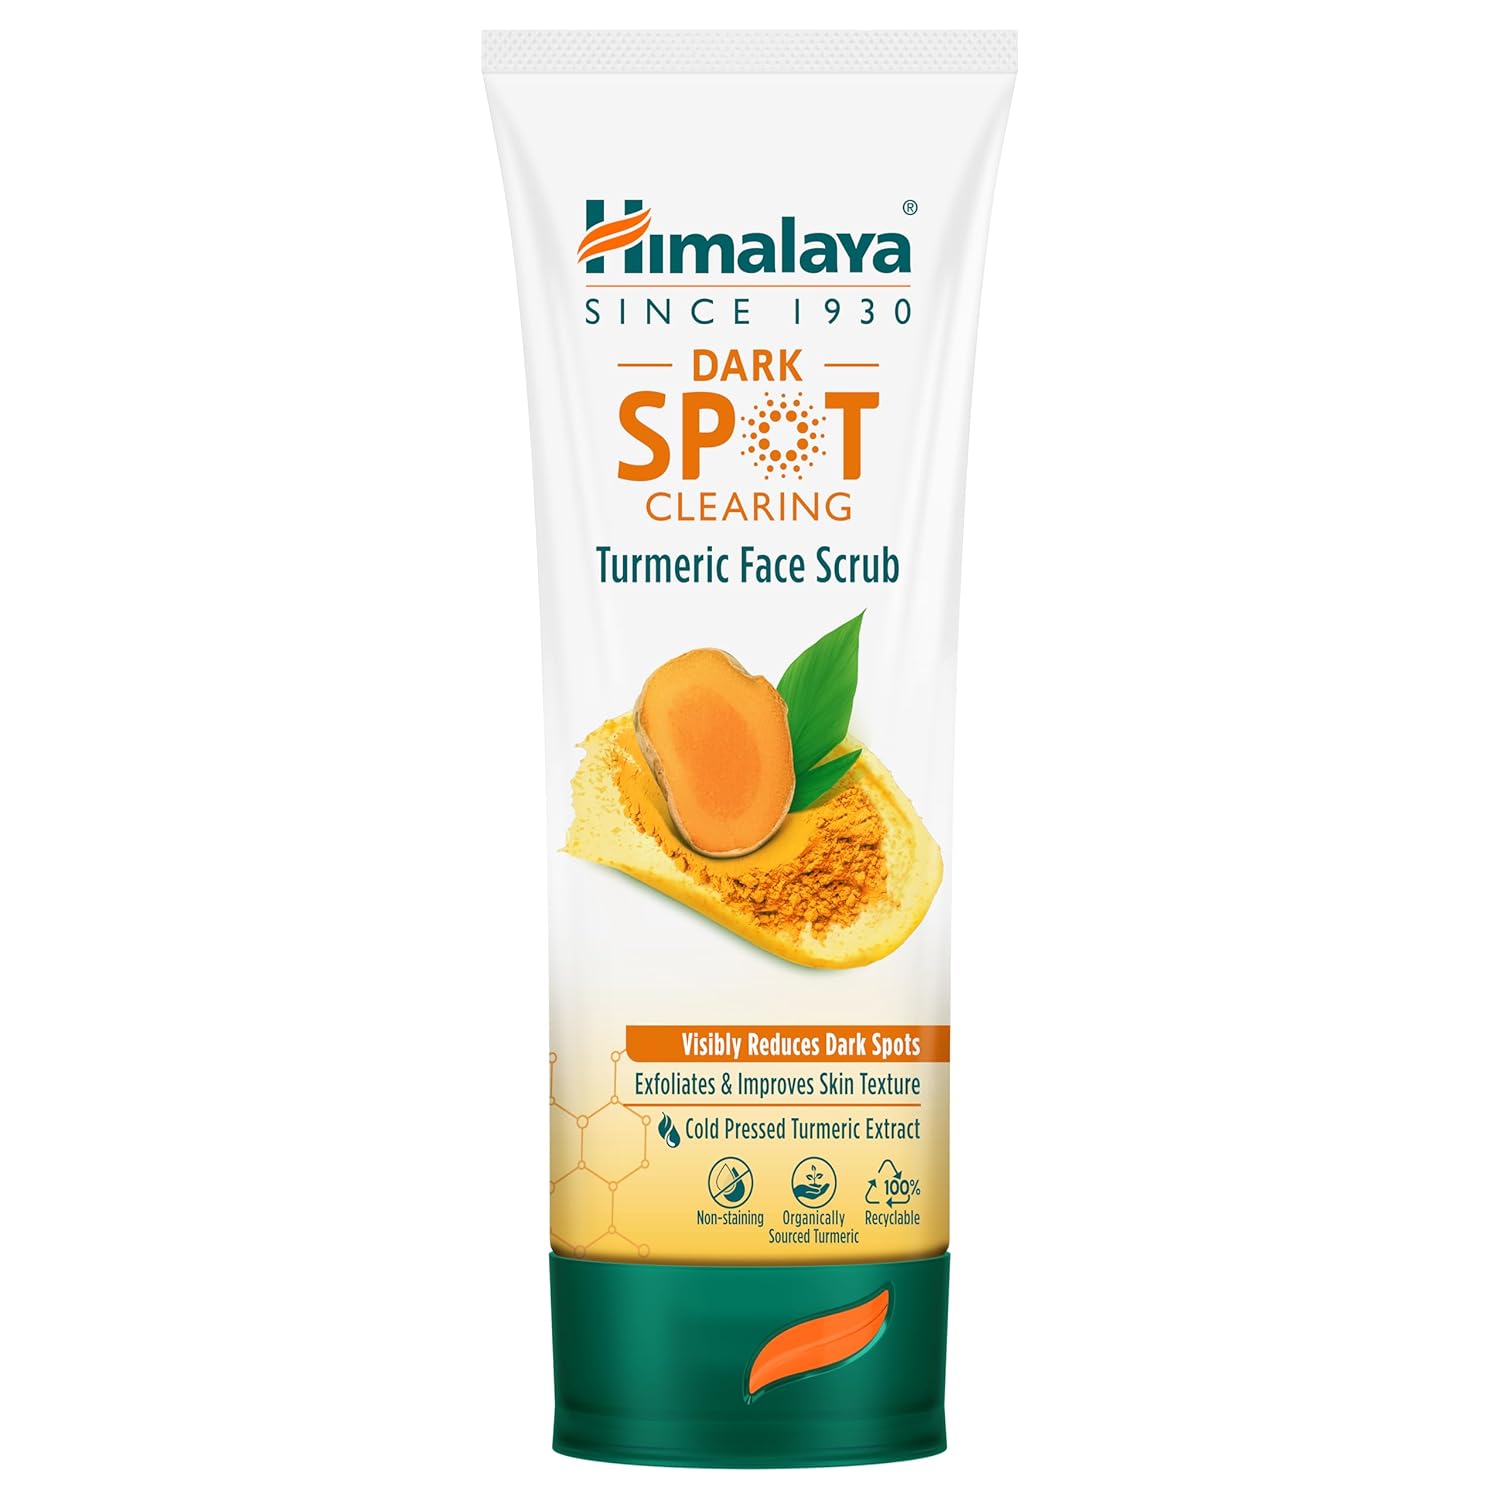 Himalaya®
SINCE 1930
DARK
SPOT
CLEARING
Turmeric Face Scrub
Visibly Reduces Dark Spots
Exfoliates & Improves Skin Texture
Cold Pressed Turmeric Extract
100%
Non-staining Organically Recyclable
Sourced Turmeric